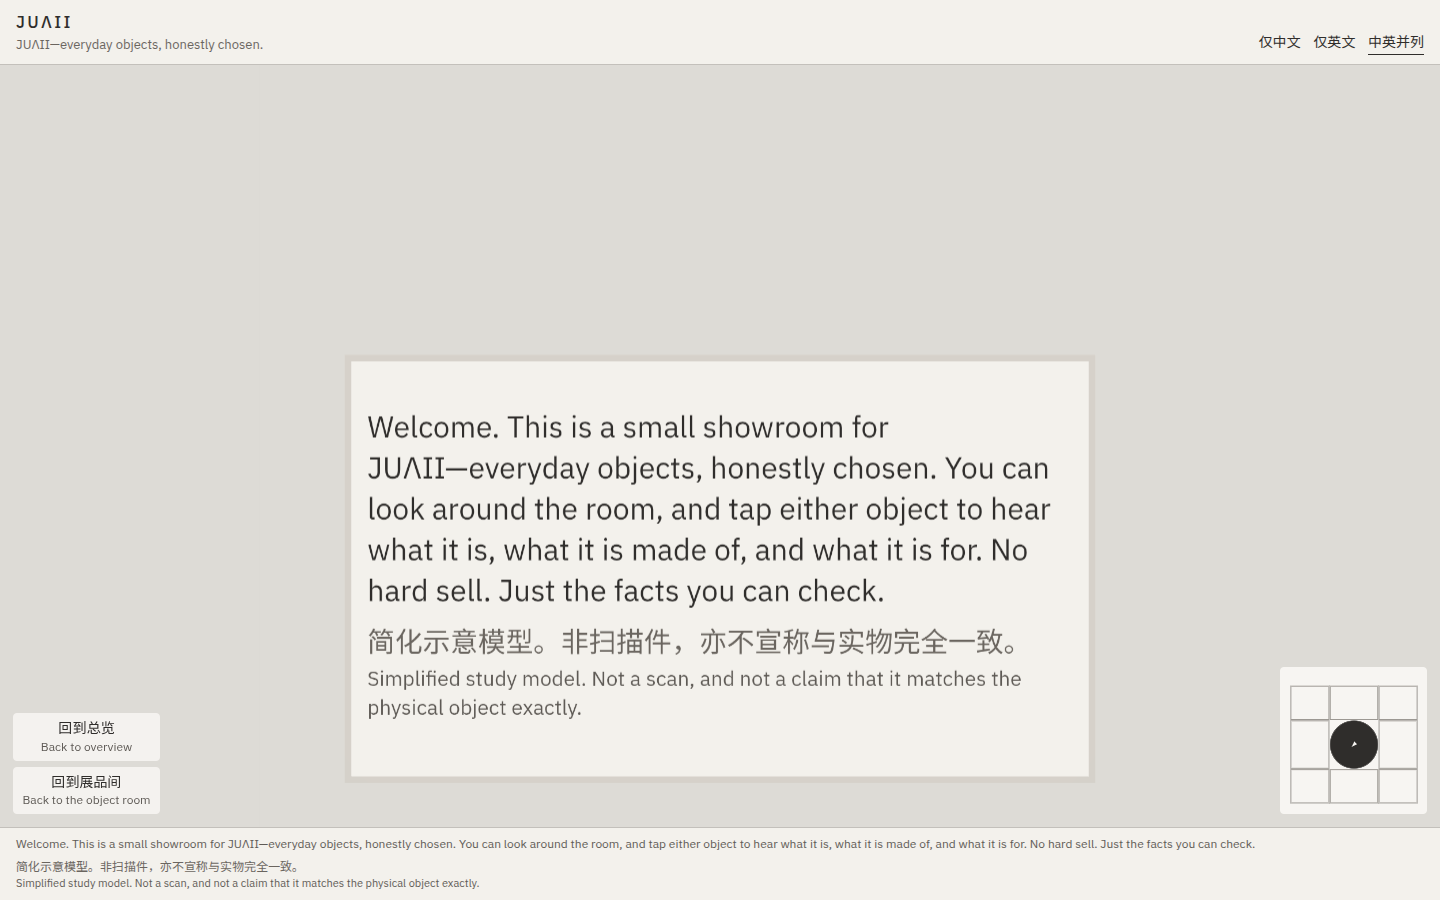 JUΛII
JUΛII—everyday objects, honestly chosen.
仅中文 仅英文 中英并列
Welcome. This is a small showroom for
JUΛII—everyday objects, honestly chosen. You can
look around the room, and tap either object to hear
what it is, what it is made of, and what it is for. No
hard sell. Just the facts you can check.
简化示意模型。非扫描件，亦不宣称与实物完全一致。
Simplified study model. Not a scan, and not a claim that it matches the
physical object exactly.
回到总览
Back to overview
回到展品间
Back to the object room
Welcome. This is a small showroom for JUΛII—everyday objects, honestly chosen. You can look around the room, and tap either object to hear what it is, what it is made of, and what it is for. No hard sell. Just the facts you can check.
简化示意模型。非扫描件，亦不宣称与实物完全一致。
Simplified study model. Not a scan, and not a claim that it matches the physical object exactly.